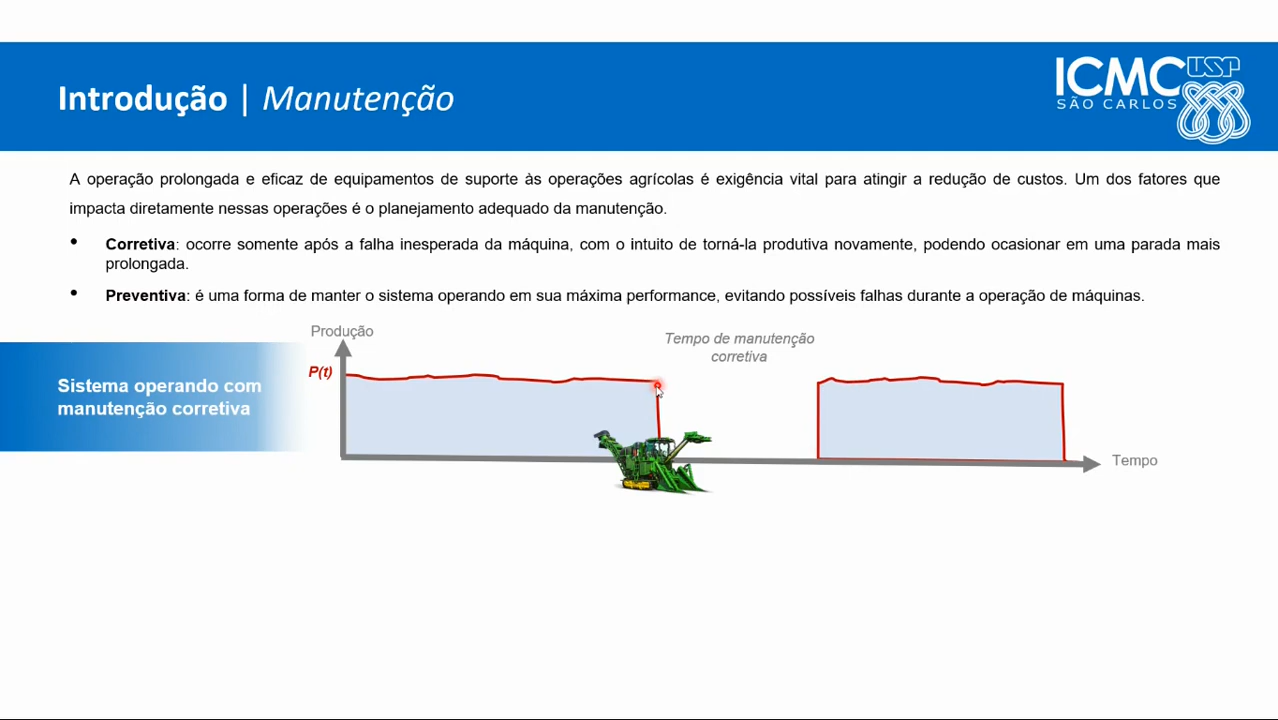 Introdução | Manutenção
ICMC USP
SÃO CARLOS
A operação prolongada e eficaz de equipamentos de suporte às operações agrícolas é exigência vital para atingir a redução de custos. Um dos fatores que
impacta diretamente nessas operações é o planejamento adequado da manutenção.
• Corretiva: ocorre somente após a falha inesperada da máquina, com o intuito de torná-la produtiva novamente, podendo ocasionar em uma parada mais
prolongada.
• Preventiva: é uma forma de manter o sistema operando em sua máxima performance, evitando possíveis falhas durante a operação de máquinas.
Produção
Tempo de manutenção
corretiva
P(t)
Sistema operando com
manutenção corretiva
Tempo